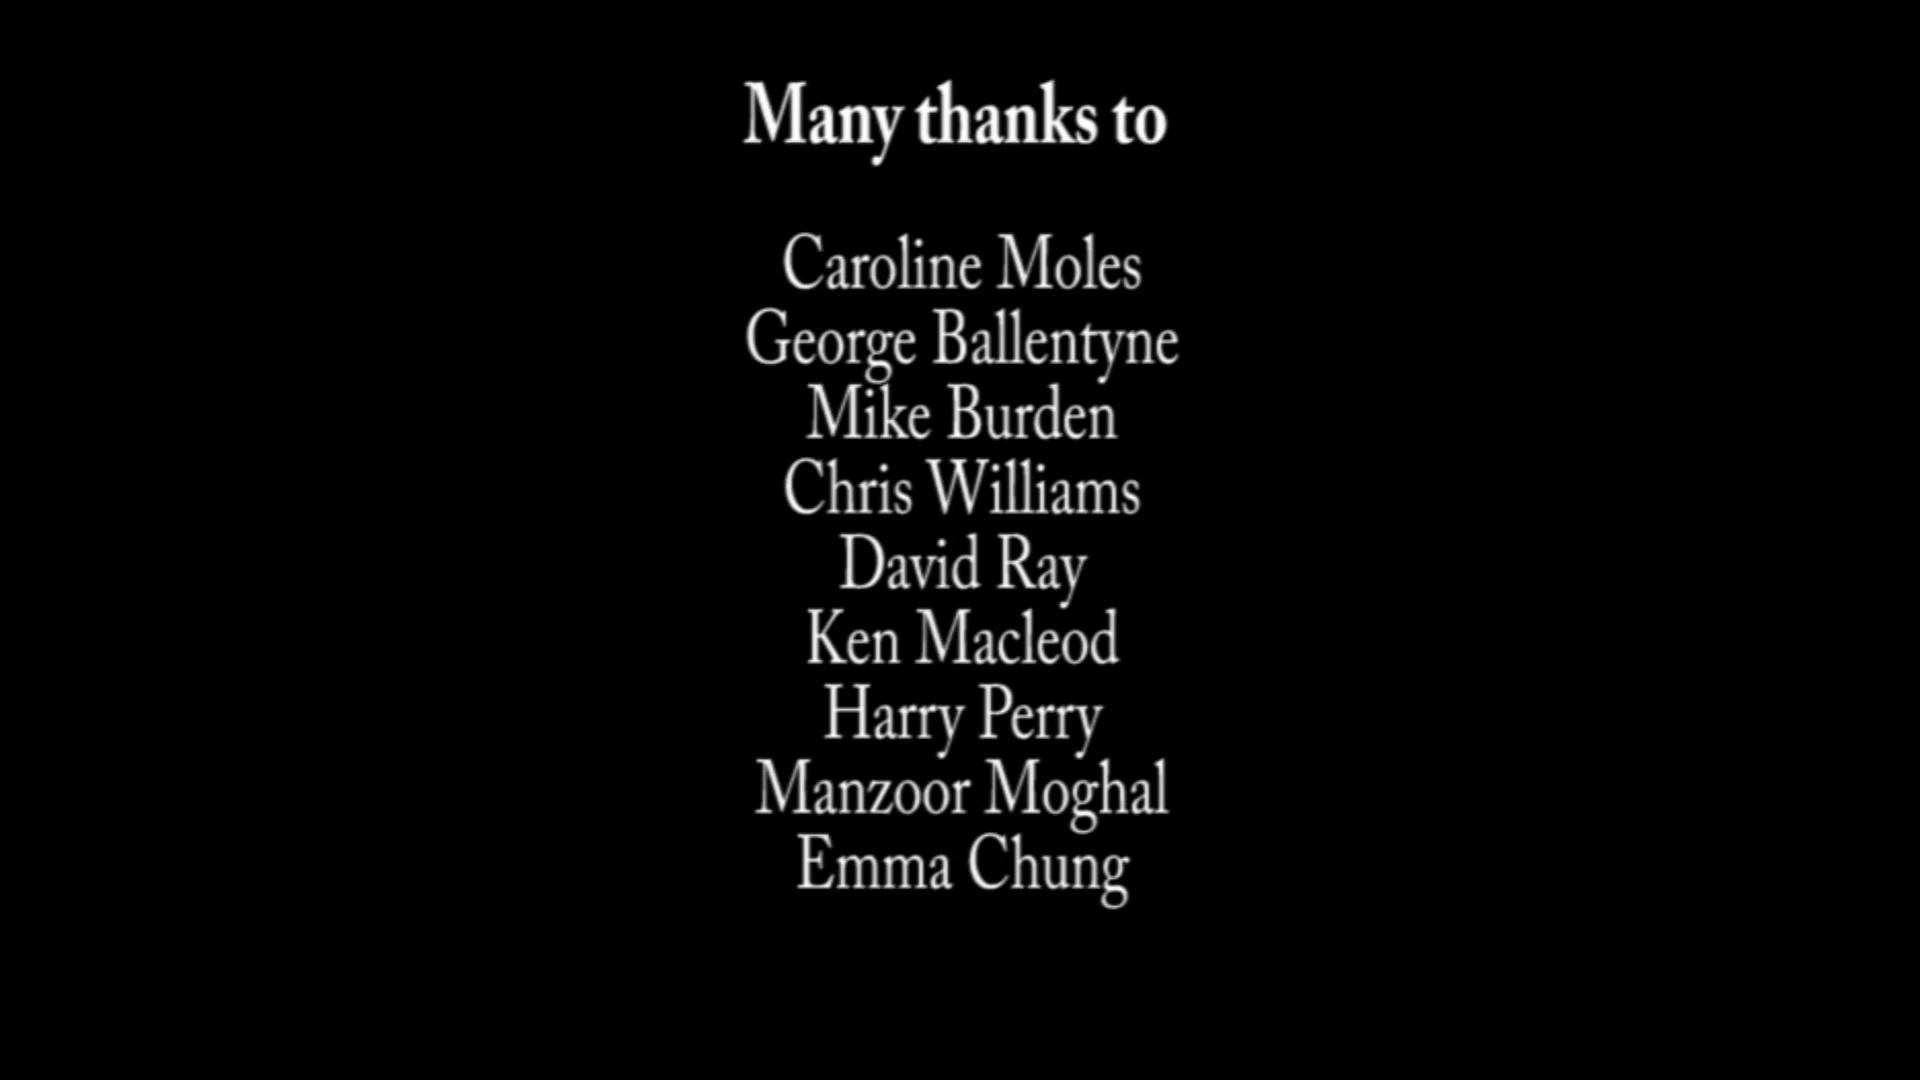 Many thanks to
Caroline Moles
George Ballentyne
Mike Burden
Chris Williams
David Ray
Ken Macleod
Harry Perry
Manzoor Moghal
Emma Chung